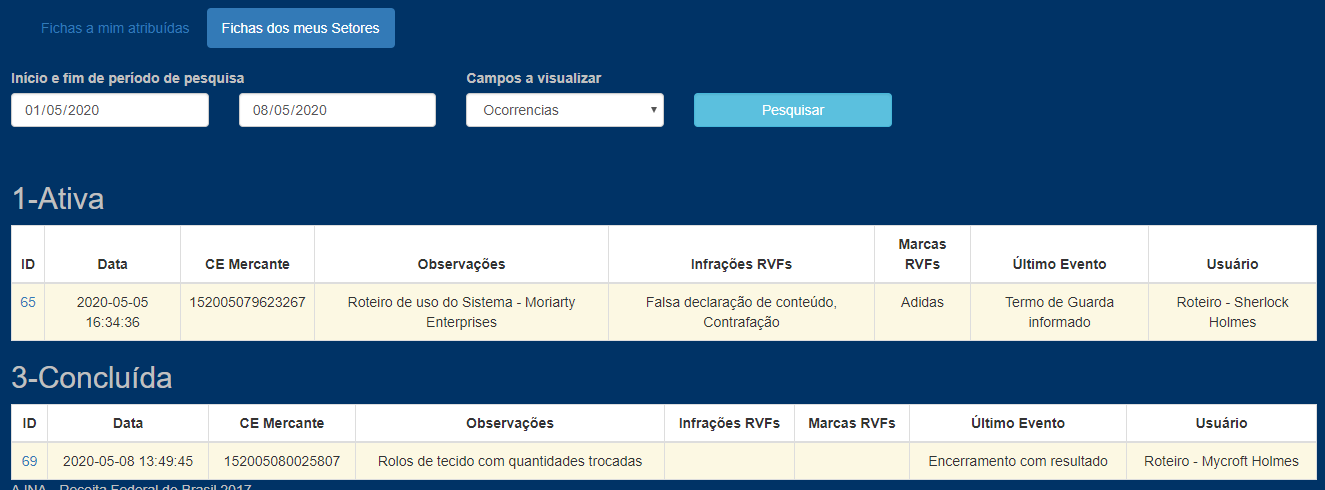 Fichas a mim atribuídas Fichas dos meus Setores
Início e fim de período de pesquisa Campos a visualizar
01/05/2020 08/05/2020 Ocorrencias Pesquisar
1-Ativa
Marcas
ID Data CE Mercante Observações Infrações RVFs RVFs Último Evento Usuário
65 2020-05-05 152005079623267 Roteiro de uso do Sistema - Moriarty Falsa declaração de conteúdo, Adidas Termo de Guarda Roteiro - Sherlock
16:34:36 Enterprises Contrafação informado Holmes
3-Concluída
ID Data CE Mercante Observações Infrações RVFs Marcas RVFs Último Evento Usuário
69 2020-05-08 13:49:45 152005080025807 Rolos de tecido com quantidades trocadas Encerramento com resultado Roteiro - Mycroft Holmes
AJNA - Receita Federal do Brasil 2017